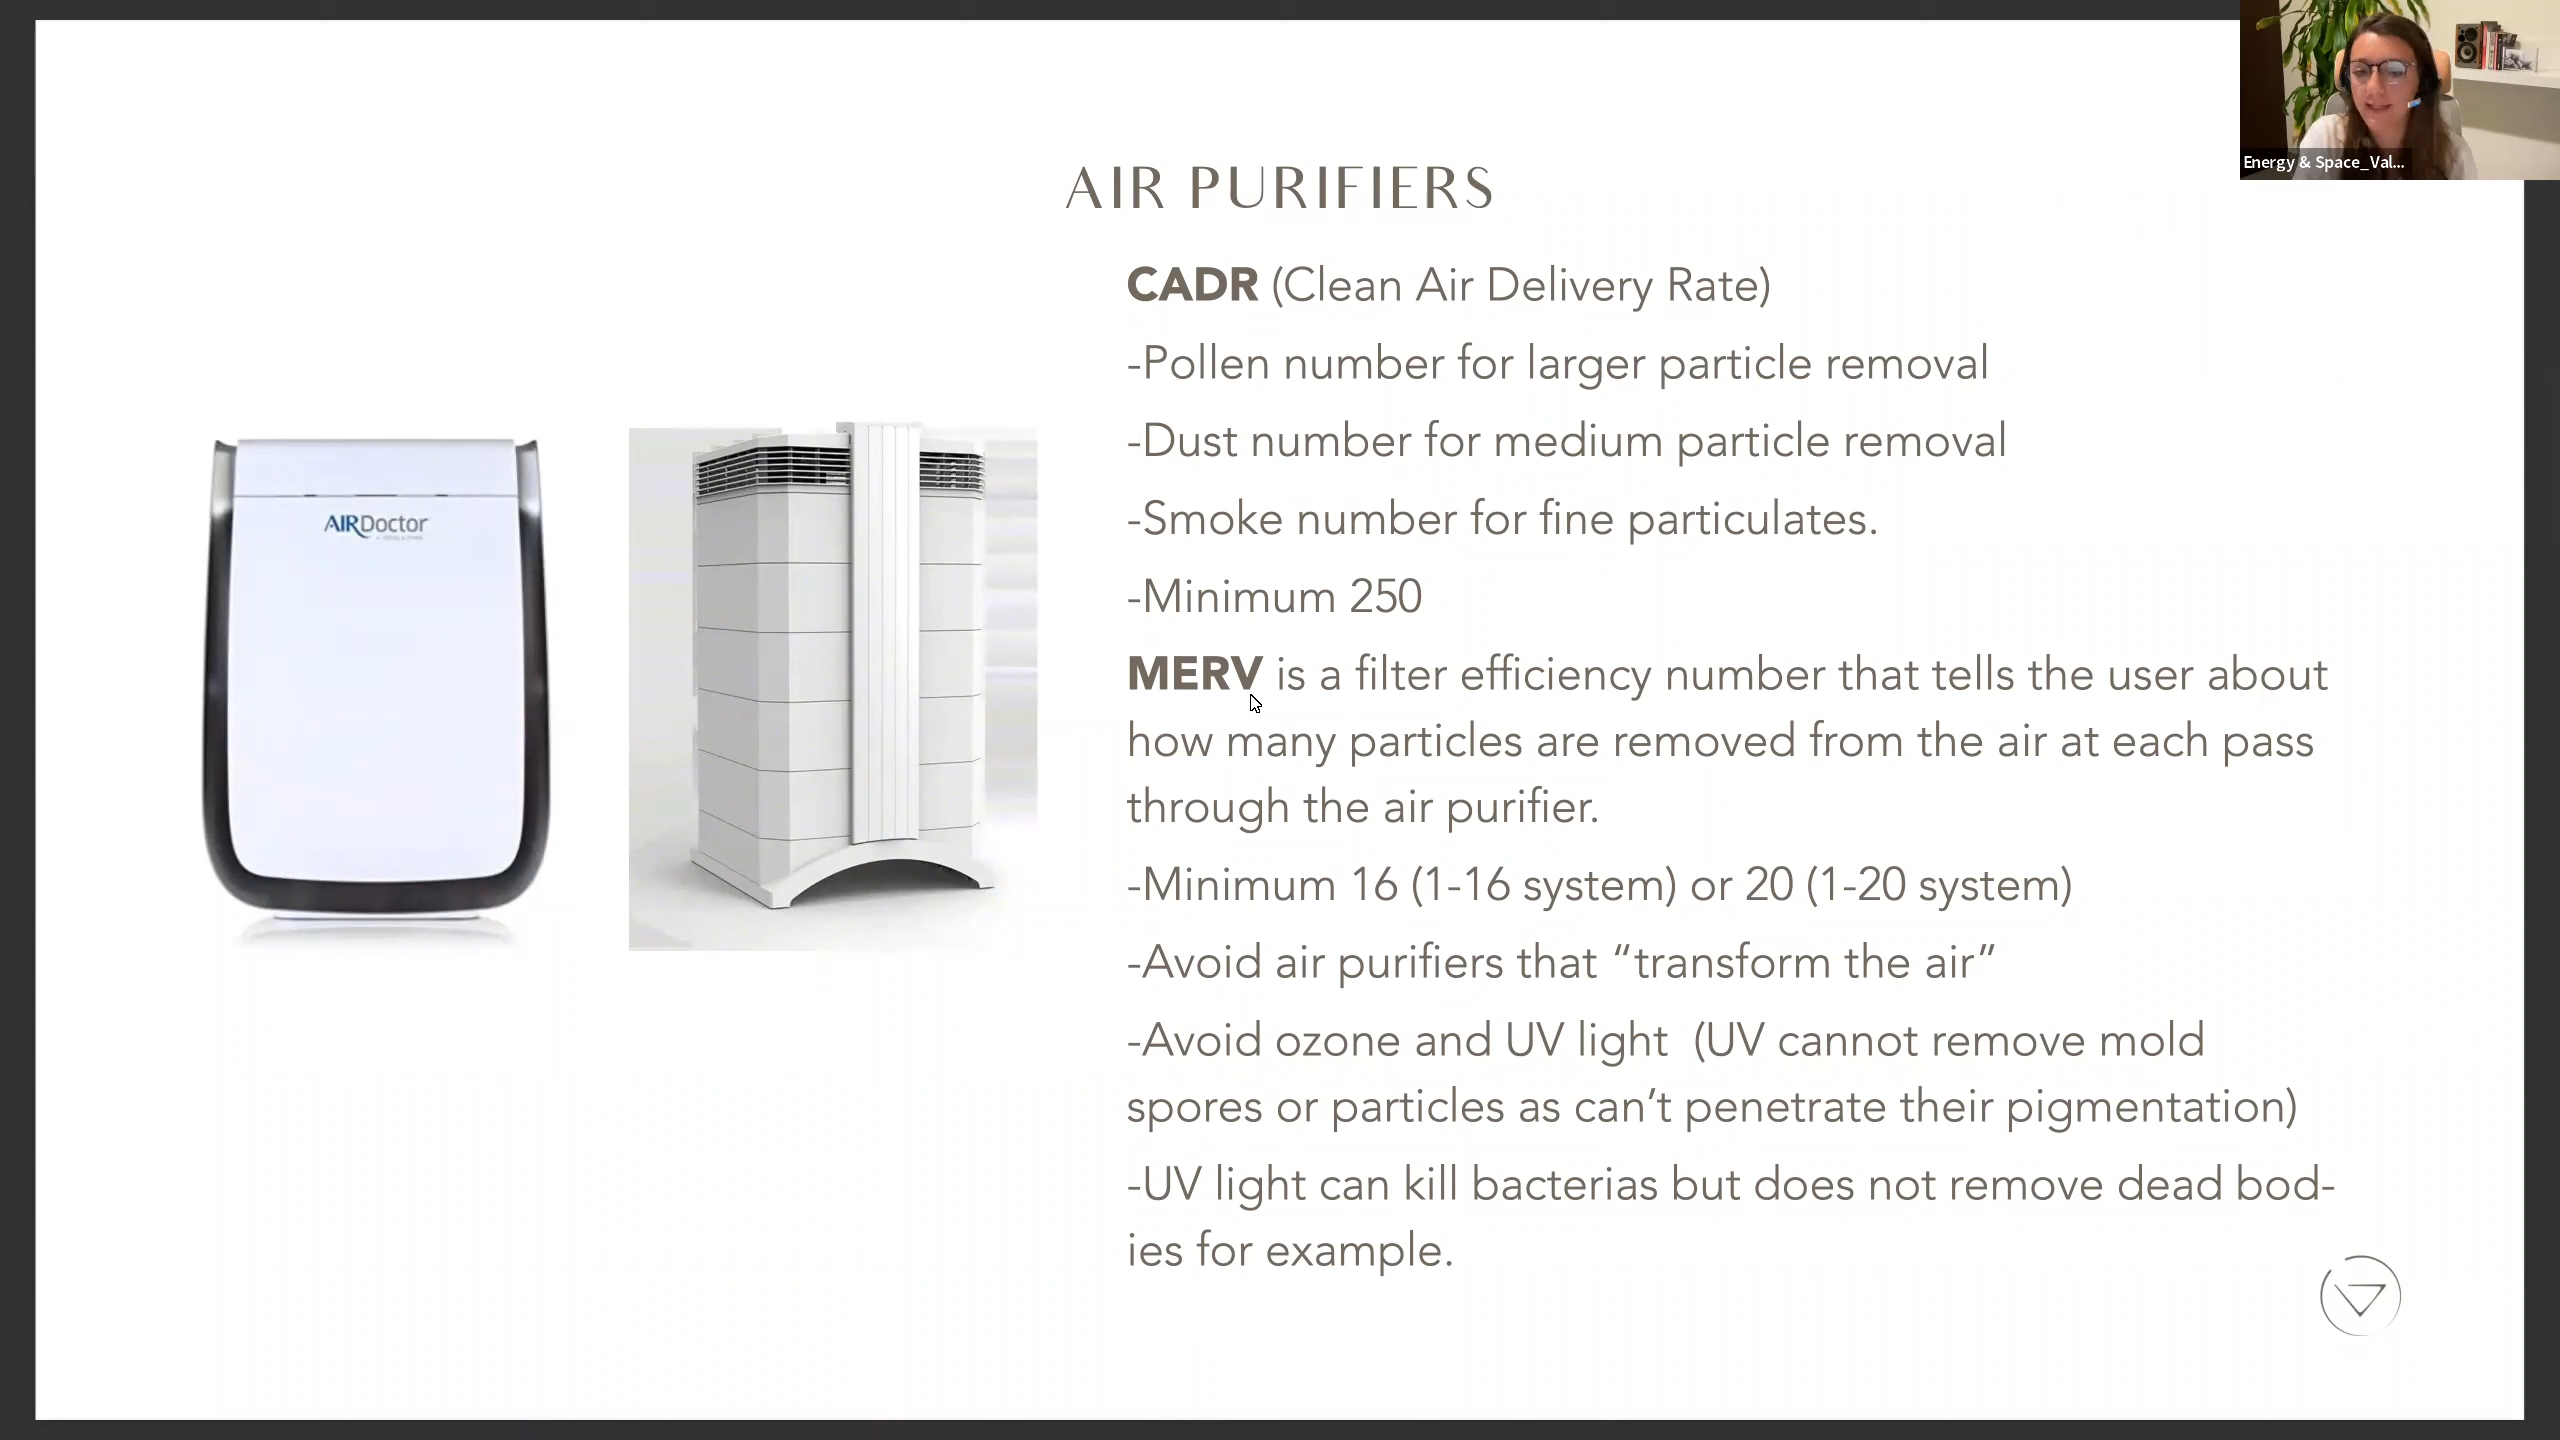 Energy & Space_Val...
AIR PURIFIERS
CADR (Clean Air Delivery Rate)
-Pollen number for larger particle removal
-Dust number for medium particle removal
-Smoke number for fine particulates.
-Minimum 250
MERV is a filter efficiency number that tells the user about
how many particles are removed from the air at each pass
through the air purifier.
-Minimum 16 (1-16 system) or 20 (1-20 system)
-Avoid air purifiers that “transform the air”
-Avoid ozone and UV light (UV cannot remove mold
spores or particles as can’t penetrate their pigmentation)
-UV light can kill bacterias but does not remove dead bod-
ies for example.
AIRDoctor